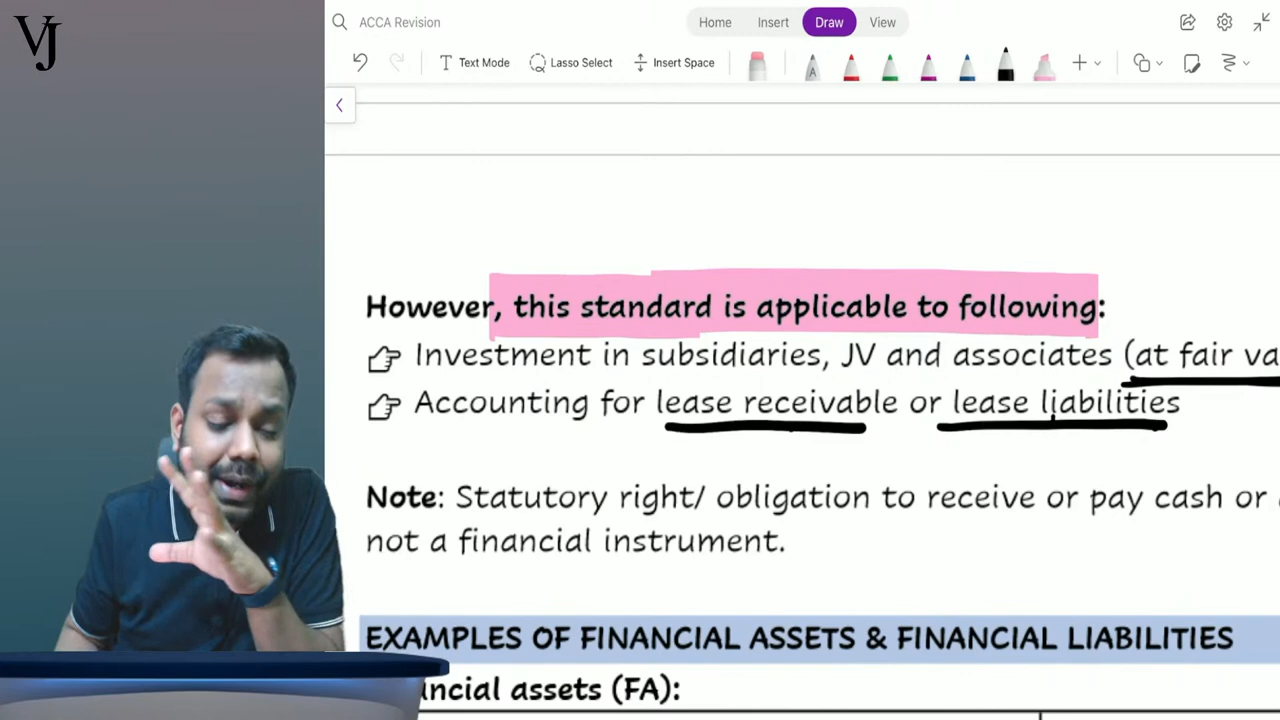 VJ
ACCA Revision
Home Insert Draw View
Text Mode Lasso Select Insert Space
However, this standard is applicable to following:
Investment in subsidiaries, JV and associates (at fair va
Accounting for lease receivable or lease liabilities
Note: Statutory right/ obligation to receive or pay cash or
not a financial instrument.
EXAMPLES OF FINANCIAL ASSETS & FINANCIAL LIABILITIES
ncial assets (FA):